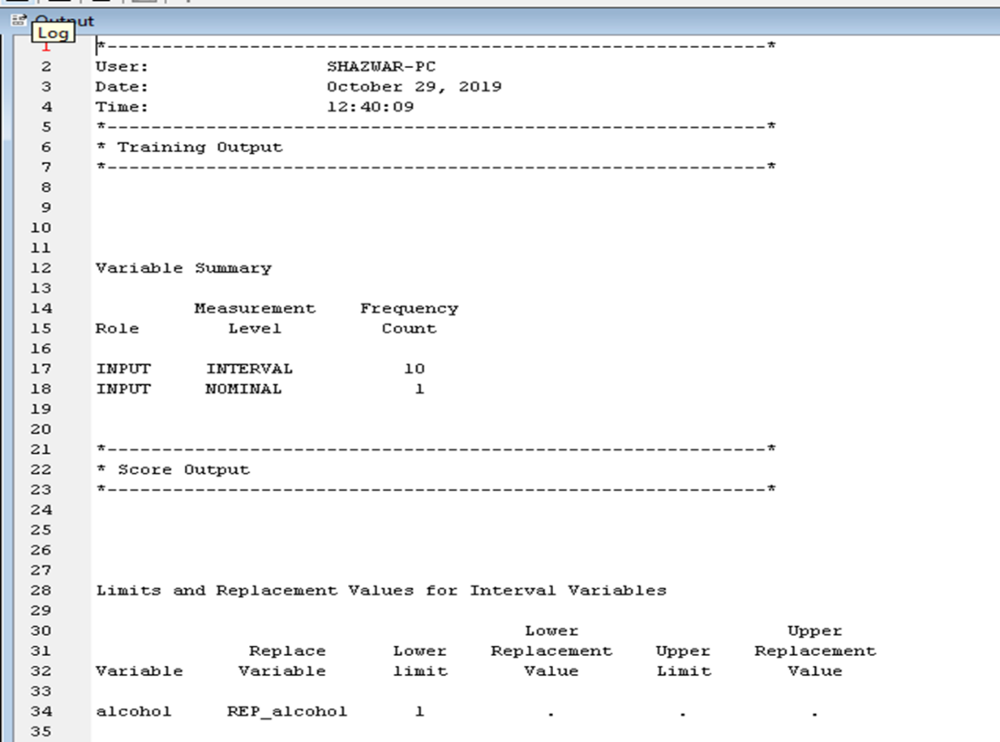 Output
Log
1 *------------------------------------------------------------*
2 User: SHAZWAR-PC
3 Date: October 29, 2019
4 Time: 12:40:09
5 *------------------------------------------------------------*
6 * Training Output
7 *------------------------------------------------------------*
8
9
10
11
12 Variable Summary
13
14 Measurement Frequency
15 Role Level Count
16
17 INPUT INTERVAL 10
18 INPUT NOMINAL 1
19
20
21 *------------------------------------------------------------*
22 * Score Output
23 *------------------------------------------------------------*
24
25
26
27
28 Limits and Replacement Values for Interval Variables
29
30 Lower Upper
31 Replace Lower Replacement Upper Replacement
32 Variable Variable limit Value Limit Value
33
34 alcohol REP_alcohol 1 . . .
35